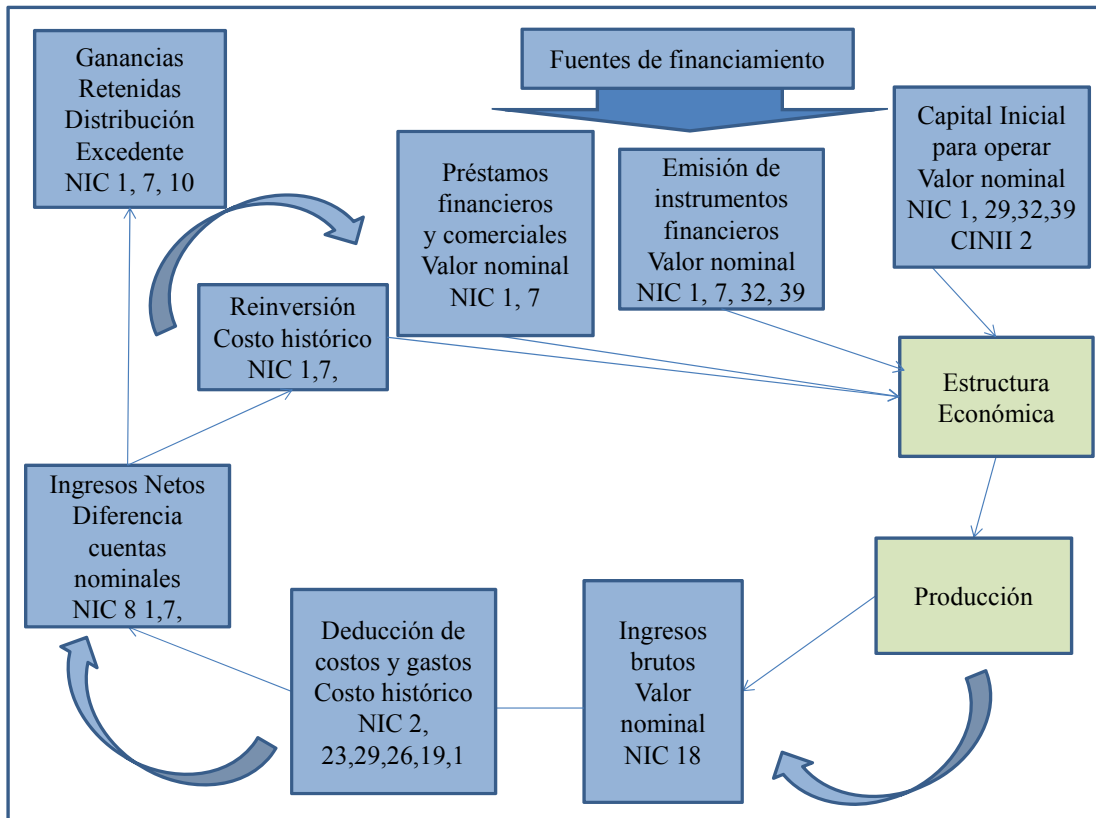 Fuentes de financiamiento
Ganancias
Retenidas
Distribución
Excedente
NIC 1, 7, 10
Préstamos
financieros
y comerciales
Valor nominal
NIC 1, 7
Emisión de
instrumentos
financieros
Valor nominal
NIC 1, 7, 32, 39
Capital Inicial
para operar
Valor nominal
NIC 1, 29,32,39
CINII 2
Reinversión
Costo histórico
NIC 1,7,
Estructura
Económica
Ingresos Netos
Diferencia
cuentas
nominales
NIC 8 1,7,
Deducción de
costos y gastos
Costo histórico
NIC 2,
23,29,26,19,1
Ingresos
brutos
Valor
nominal
NIC 18
Producción